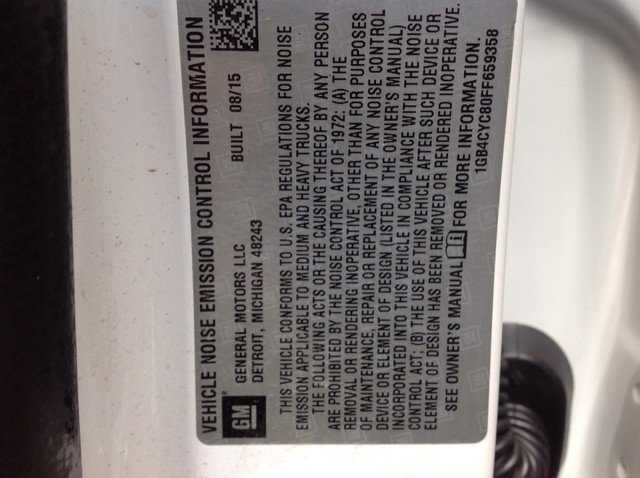 VEHICLE NOISE EMISSION CONTROL INFORMATION
GM
GENERAL MOTORS LLC
BUILT 08/15
DETROIT, MICHIGAN 48243
THIS VEHICLE CONFORMS TO U.S. EPA REGULATIONS FOR NOISE
EMISSION APPLICABLE TO MEDIUM AND HEAVY TRUCKS.
THE FOLLOWING ACTS OR THE CAUSING THEREOF BY ANY PERSON
ARE PROHIBITED BY THE NOISE CONTROL ACT OF 1972: (A) THE
REMOVAL OR RENDERING INOPERATIVE, OTHER THAN FOR PURPOSES
OF MAINTENANCE, REPAIR OR REPLACEMENT OF ANY NOISE CONTROL
DEVICE OR ELEMENT OF DESIGN (LISTED IN THE OWNER'S MANUAL)
INCORPORATED INTO THIS VEHICLE IN COMPLIANCE WITH THE NOISE
CONTROL ACT; (B) THE USE OF THIS VEHICLE AFTER SUCH DEVICE OR
ELEMENT OF DESIGN HAS BEEN REMOVED OR RENDERED INOPERATIVE.
SEE OWNER'S MANUAL FOR MORE INFORMATION.
1GB4CYC80FF659358